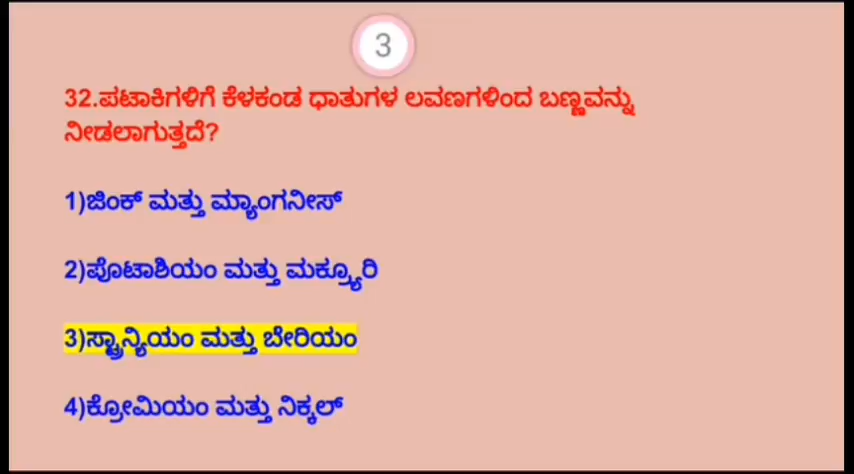 3
32.ಪಟಾಕಿಗಳಿಗೆ ಕೆಳಕಂಡ ಧಾತುಗಳ ಲವಣಗಳಿಂದ ಬಣ್ಣವನ್ನು
ನೀಡಲಾಗುತ್ತದೆ?
1)ಜಿಂಕ್ ಮತ್ತು ಮ್ಯಾಂಗನೀಸ್
2)ಪೊಟಾಶಿಯಂ ಮತ್ತು ಮರ್ಕ್ಯೂರಿ
3)ಸ್ಟ್ರಾನ್ಶಿಯಂ ಮತ್ತು ಬೇರಿಯಂ
4)ಕ್ರೋಮಿಯಂ ಮತ್ತು ನಿಕ್ಕಲ್